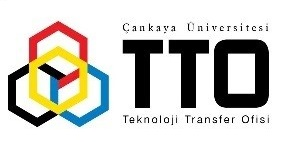 Çankaya Üniversitesi
TTO
Teknoloji Transfer Ofisi